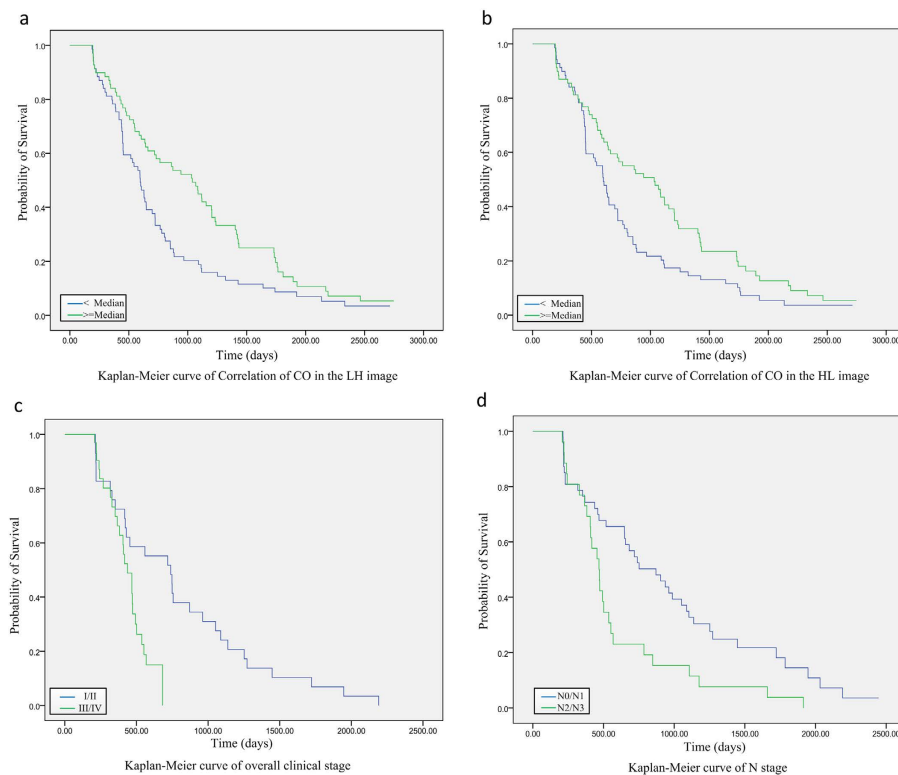 a
1.0
0.8
0.6
0.4
0.2
0.0
Probability of Survival
< Median
>=Median
0.00 500.00 1000.00 1500.00 2000.00 2500.00 3000.00
Time (days)
Kaplan-Meier curve of Correlation of CO in the LH image
b
1.0
0.8
0.6
0.4
0.2
0.0
Probability of Survival
< Median
>=Median
0.00 500.00 1000.00 1500.00 2000.00 2500.00 3000.00
Time (days)
Kaplan-Meier curve of Correlation of CO in the HL image
c
1.0
0.8
0.6
0.4
0.2
0.0
Probability of Survival
I/II
III/IV
0.00 500.00 1000.00 1500.00 2000.00 2500.00
Time (days)
Kaplan-Meier curve of overall clinical stage
d
1.0
0.8
0.6
0.4
0.2
0.0
Probability of Survival
N0/N1
N2/N3
0.00 500.00 1000.00 1500.00 2000.00 2500.00
Time (days)
Kaplan-Meier curve of N stage